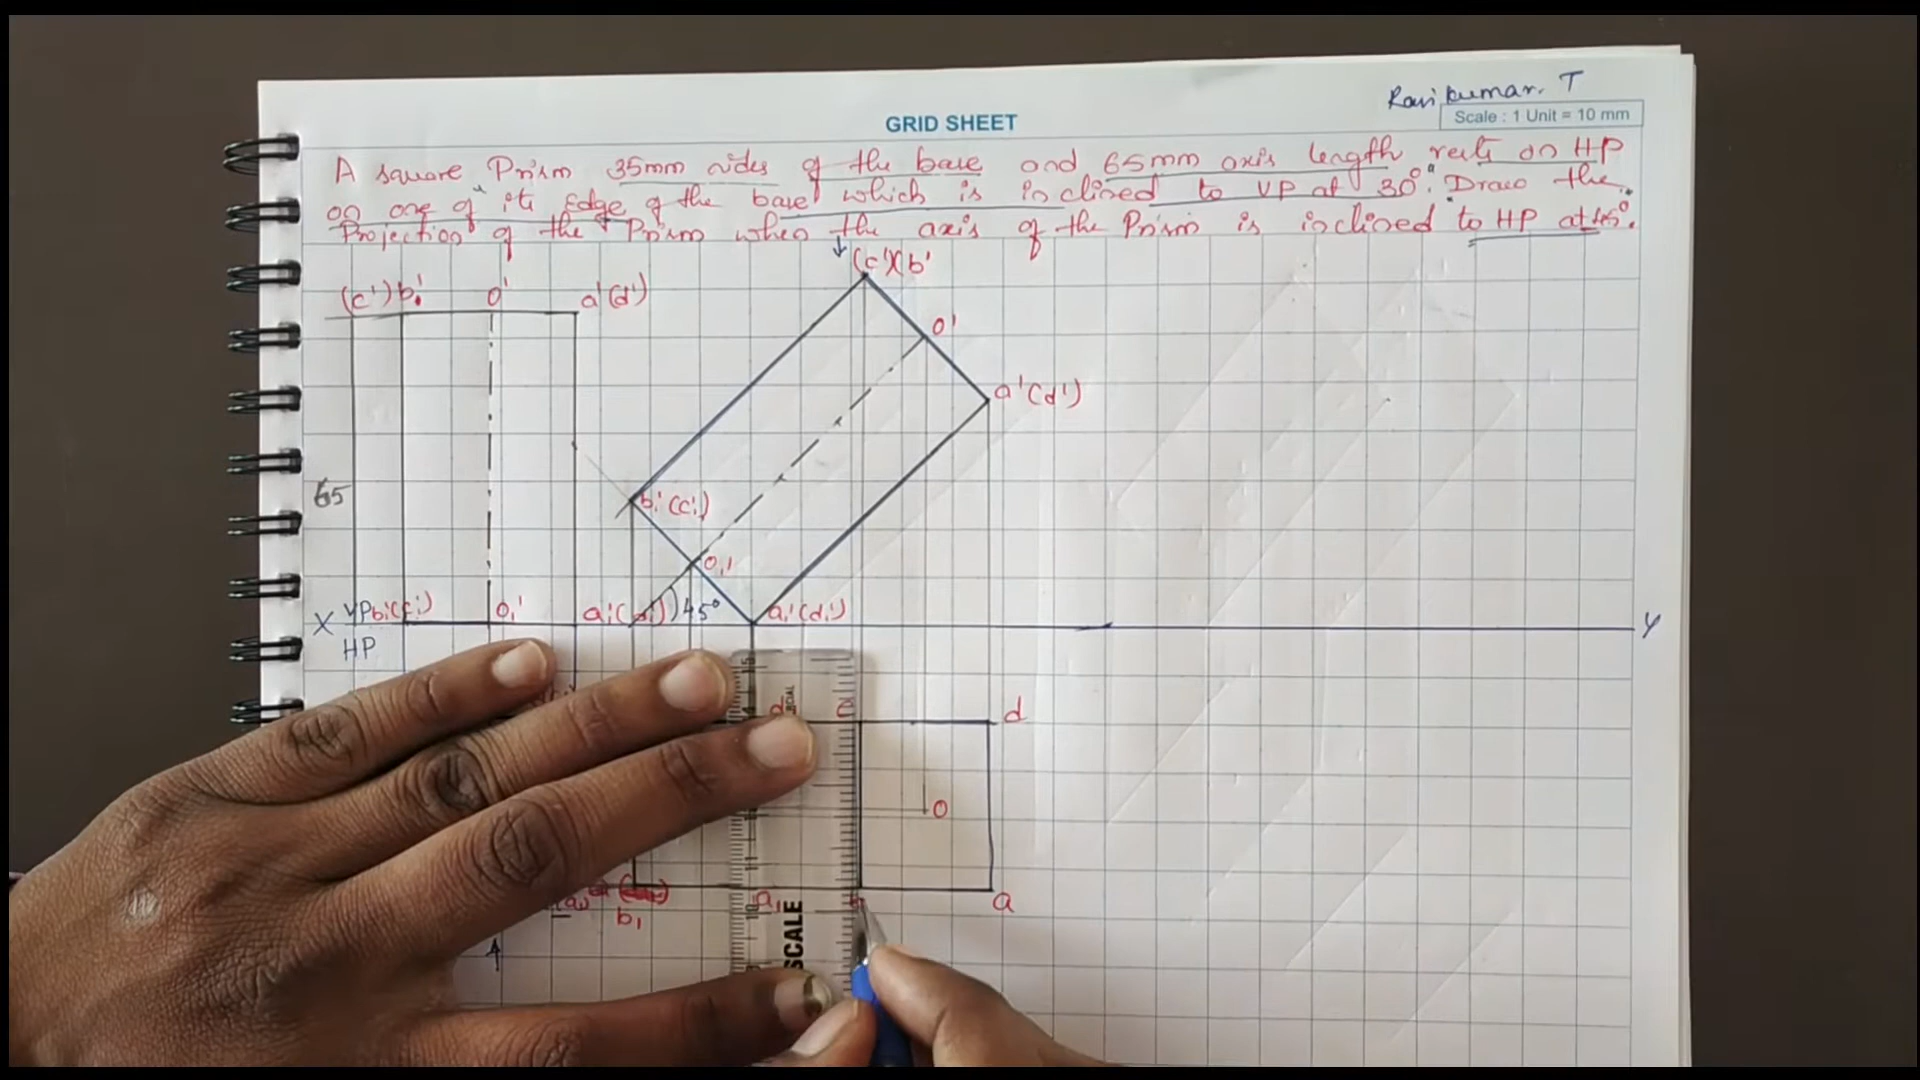 Ravikumar. T
GRID SHEET
Scale : 1 Unit = 10 mm
A square Prism 35mm sides of the base and 65mm axis length rests on HP
on one of its Edge of the base which is inclined to VP at 30°. Draw the
Projection of the Prism when the axis of the Prism is inclined to HP at 45°.
(c')(b'
(c') b' o' a'(d')
o'
a'(d')
65
b₁'(c₁')
o₁'
X VP b₁'(c₁') o₁' a₁'(d₁') 45° a₁'(d₁') Y
HP
c d
o
b₁ a₁ SCALE a